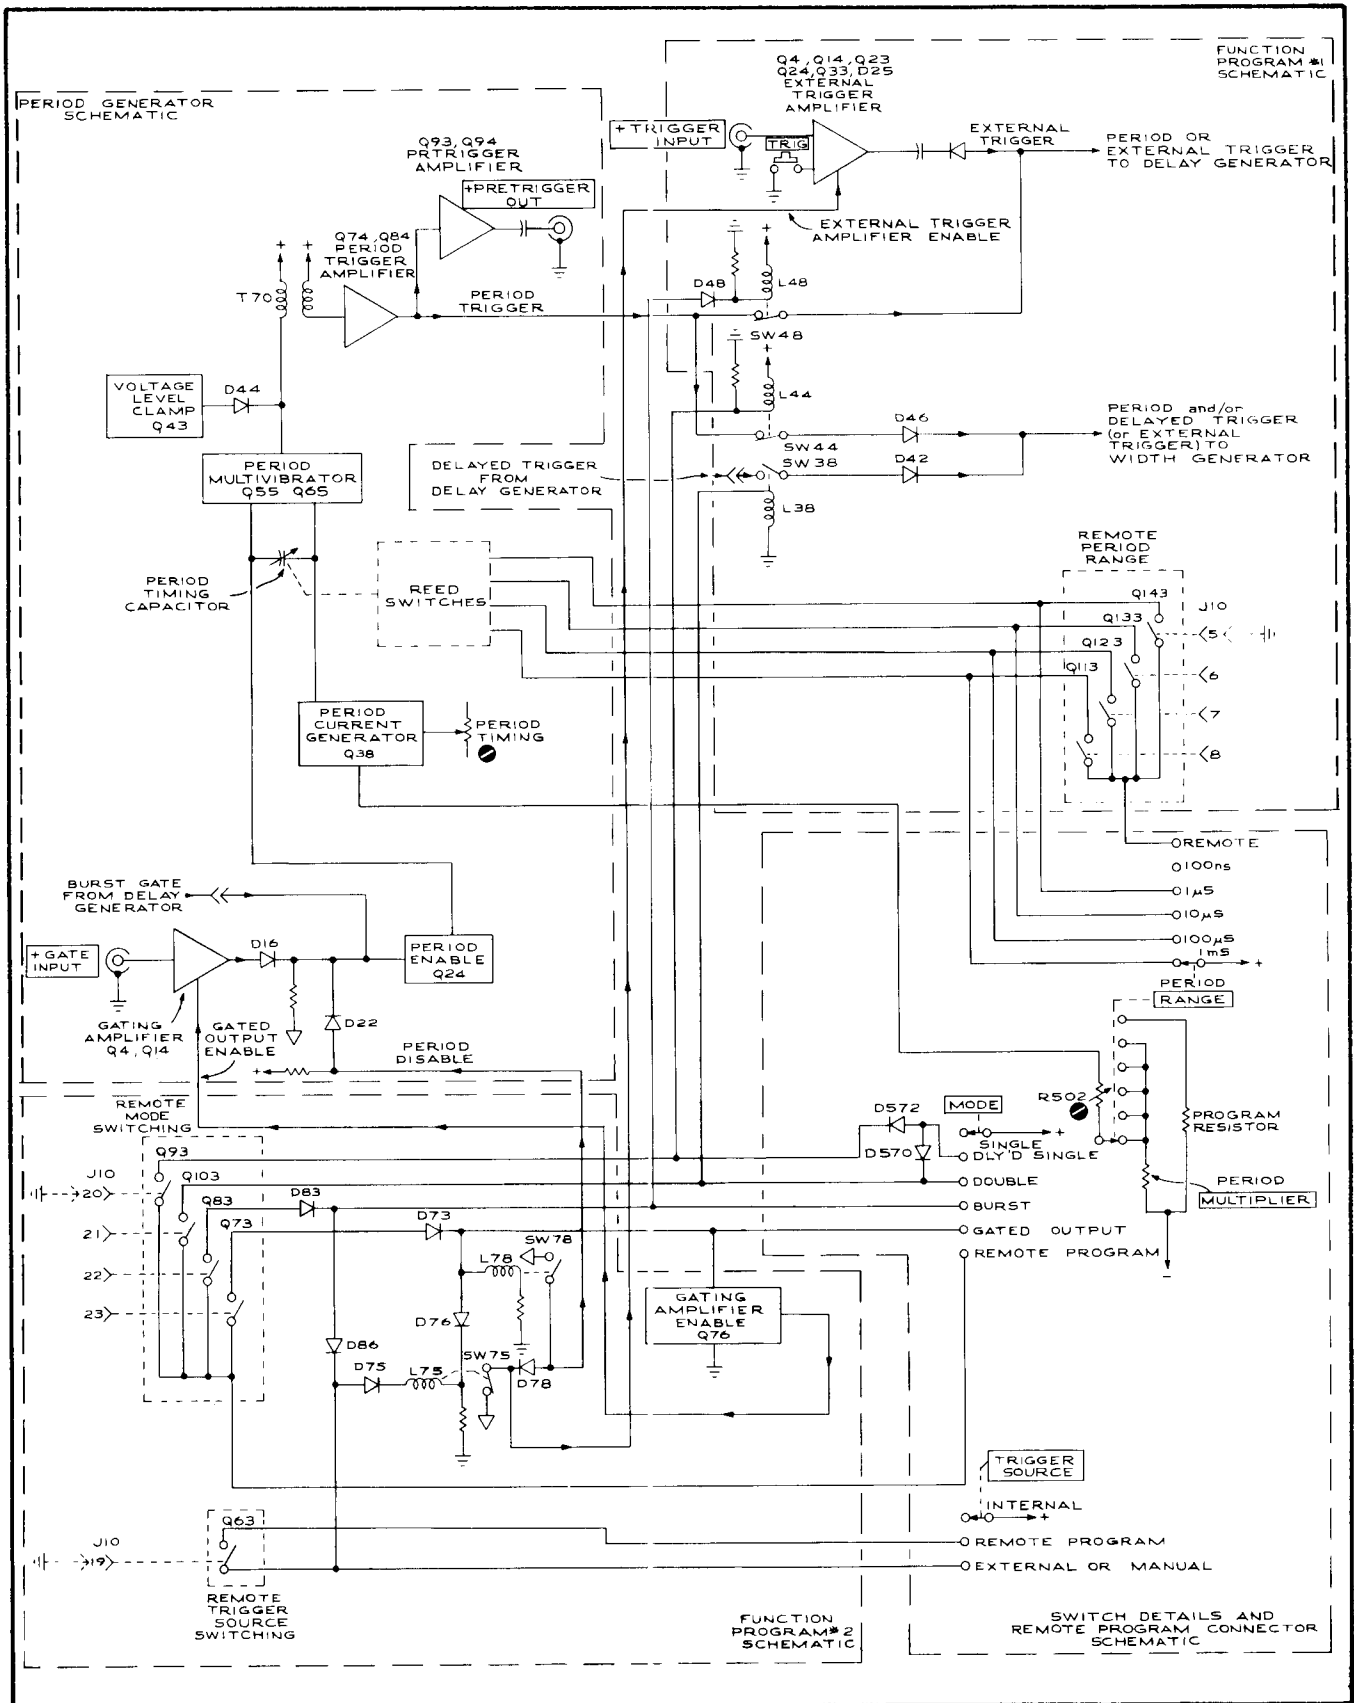 FUNCTION
PROGRAM #1
SCHEMATIC
PERIOD GENERATOR
SCHEMATIC
Q4, Q14, Q23
Q24, Q33, D25
EXTERNAL
TRIGGER
AMPLIFIER
+ TRIGGER
INPUT
TRIG
EXTERNAL
TRIGGER
PERIOD OR
EXTERNAL TRIGGER
TO DELAY GENERATOR
Q93, Q94
PRTRIGGER
AMPLIFIER
+PRETRIGGER
OUT
EXTERNAL TRIGGER
AMPLIFIER ENABLE
Q74, Q84
PERIOD
TRIGGER
AMPLIFIER
T70
PERIOD
TRIGGER
+
+
+
D48
L48
SW48
+
L44
SW44
D46
SW38
D42
L38
PERIOD and/or
DELAYED TRIGGER
(or EXTERNAL
TRIGGER) TO
WIDTH GENERATOR
VOLTAGE
LEVEL
CLAMP
Q43
D44
PERIOD
MULTIVIBRATOR
Q55 Q65
DELAYED TRIGGER
FROM
DELAY GENERATOR
PERIOD
TIMING
CAPACITOR
REED
SWITCHES
REMOTE
PERIOD
RANGE
Q143
Q133
Q123
Q113
J10
5
6
7
8
PERIOD
CURRENT
GENERATOR
Q38
PERIOD
TIMING
REMOTE
100ns
1µS
10µS
100µS
1mS
+
PERIOD
RANGE
BURST GATE
FROM DELAY
GENERATOR
+ GATE
INPUT
D16
PERIOD
ENABLE
Q24
GATING
AMPLIFIER
Q4, Q14
GATED
OUTPUT
ENABLE
D22
PERIOD
DISABLE
+
R502
PROGRAM
RESISTOR
PERIOD
MULTIPLIER
-
REMOTE
MODE
SWITCHING
Q93
Q103
Q83
Q73
J10
20
21
22
23
D83
D73
L78
SW78
D76
D86
D75
L75
SW75
D78
D572
D570
MODE
+
SINGLE
DLY'D SINGLE
DOUBLE
BURST
GATED OUTPUT
REMOTE PROGRAM
GATING
AMPLIFIER
ENABLE
Q76
TRIGGER
SOURCE
INTERNAL
+
REMOTE PROGRAM
EXTERNAL OR MANUAL
J10
19
Q63
REMOTE
TRIGGER
SOURCE
SWITCHING
FUNCTION
PROGRAM #2
SCHEMATIC
SWITCH DETAILS AND
REMOTE PROGRAM CONNECTOR
SCHEMATIC